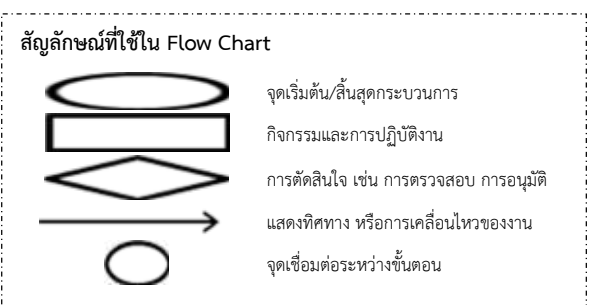 สัญลักษณ์ที่ใช้ใน Flow Chart
จุดเริ่มต้น/สิ้นสุดกระบวนการ
กิจกรรมและการปฏิบัติงาน
การตัดสินใจ เช่น การตรวจสอบ การอนุมัติ
แสดงทิศทาง หรือการเคลื่อนไหวของงาน
จุดเชื่อมต่อระหว่างขั้นตอน